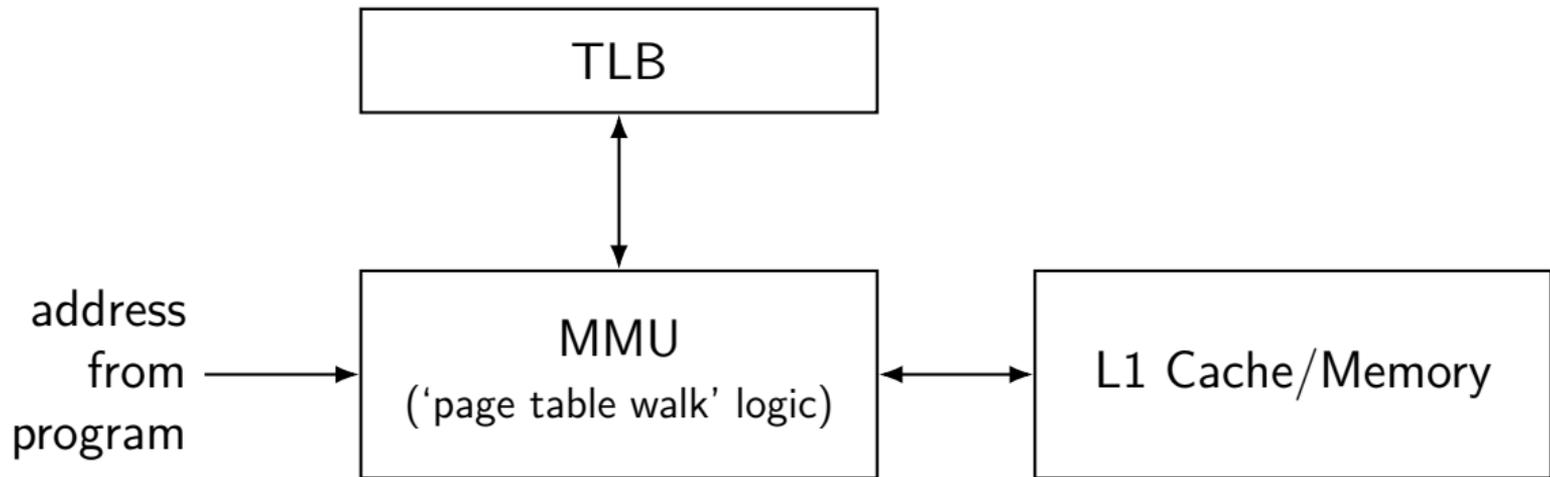 TLB
address
from
program
MMU
(‘page table walk’ logic)
L1 Cache/Memory